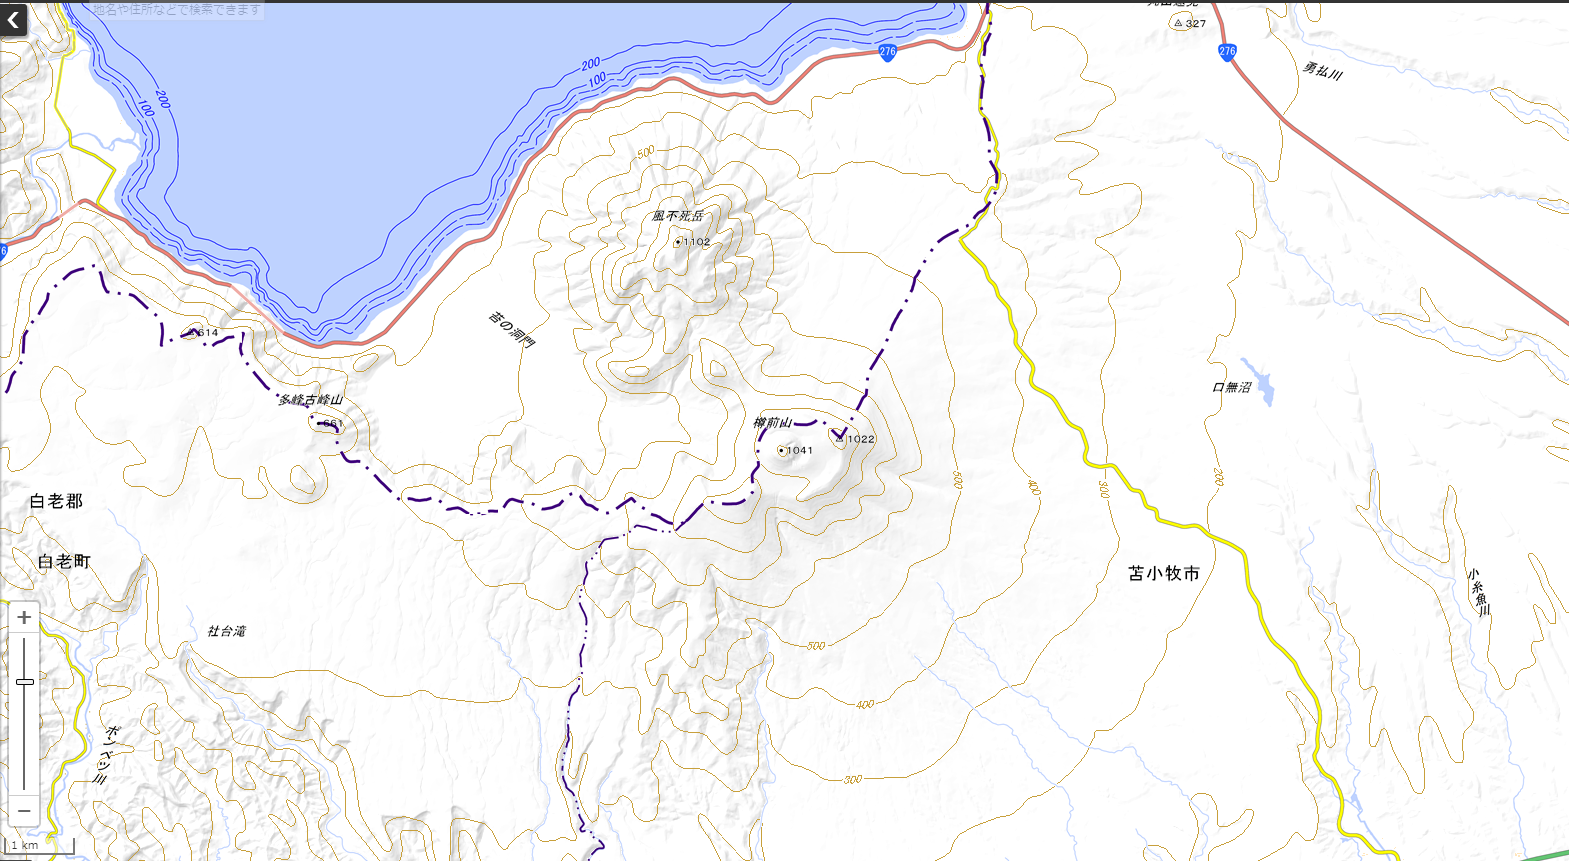 地名や住所などで検索できます
327
276
276
勇払川
200
100
200
100
500
風不死岳
1102
6
苔の洞門
614
口無沼
多峰古峰山
661
樽前山
1022
1041
500
400
300
200
白老郡
白老町
苫小牧市
小糸魚川
社台滝
500
400
300
ポンベツ川
+
−
1 km